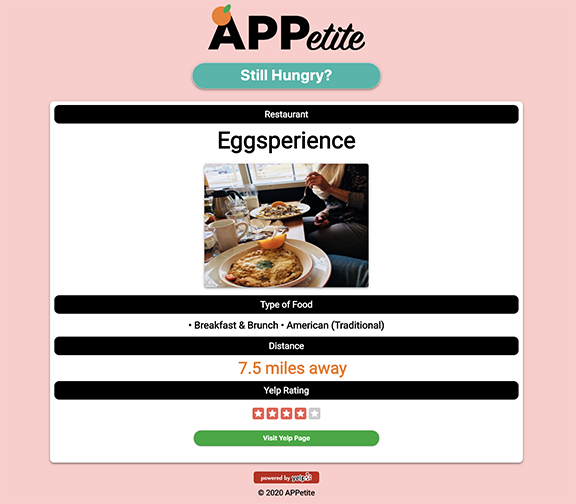 APPetite
Still Hungry?
Restaurant
Eggsperience
Type of Food
• Breakfast & Brunch • American (Traditional)
Distance
7.5 miles away
Yelp Rating
Visit Yelp Page
powered by yelp
© 2020 APPetite